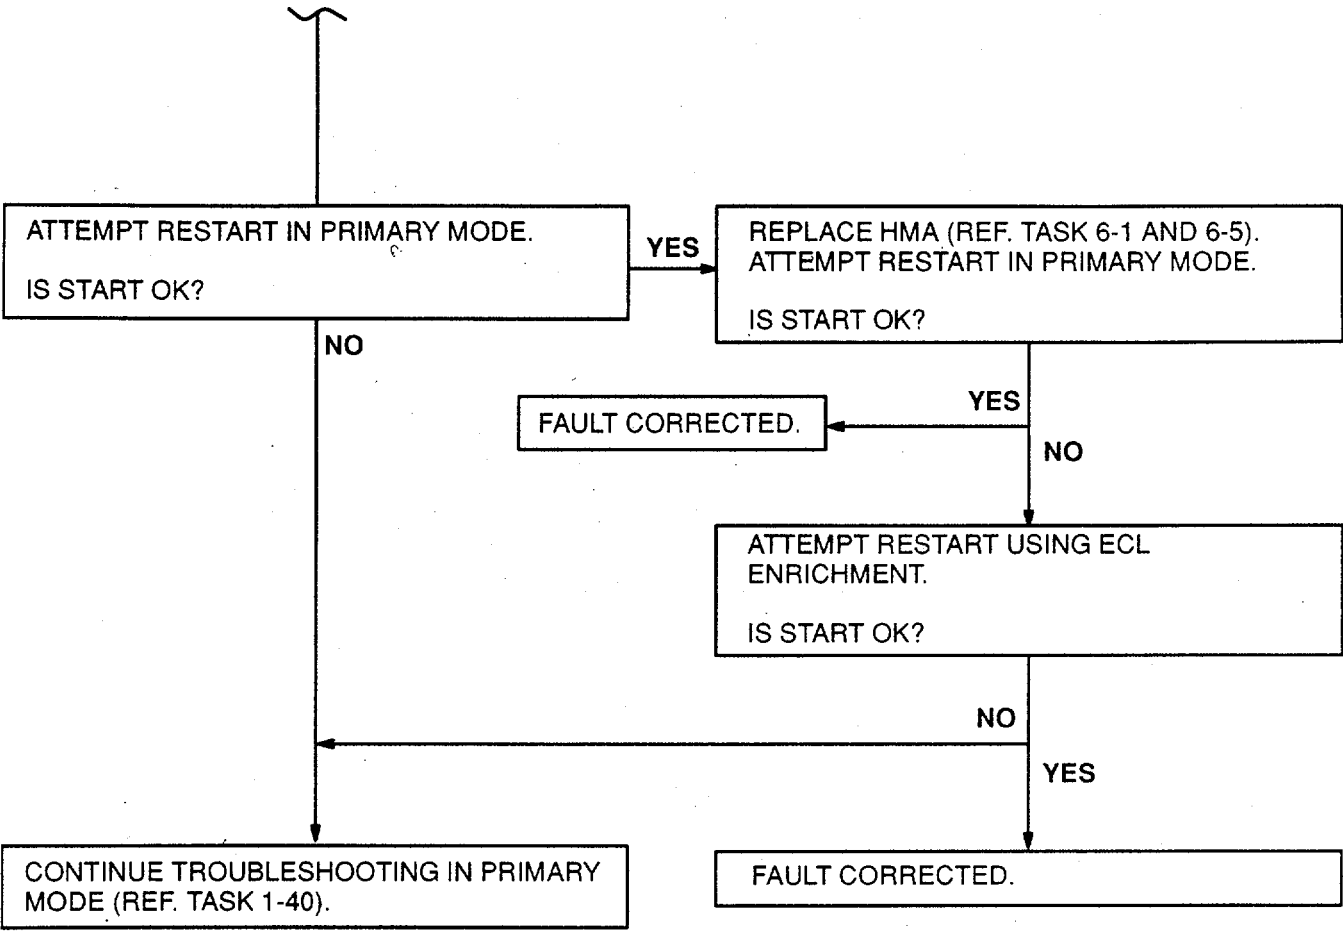 ATTEMPT RESTART IN PRIMARY MODE.
IS START OK?
YES
REPLACE HMA (REF. TASK 6-1 AND 6-5).
ATTEMPT RESTART IN PRIMARY MODE.
IS START OK?
NO
YES
FAULT CORRECTED.
NO
ATTEMPT RESTART USING ECL
ENRICHMENT.
IS START OK?
NO
YES
CONTINUE TROUBLESHOOTING IN PRIMARY
MODE (REF. TASK 1-40).
FAULT CORRECTED.